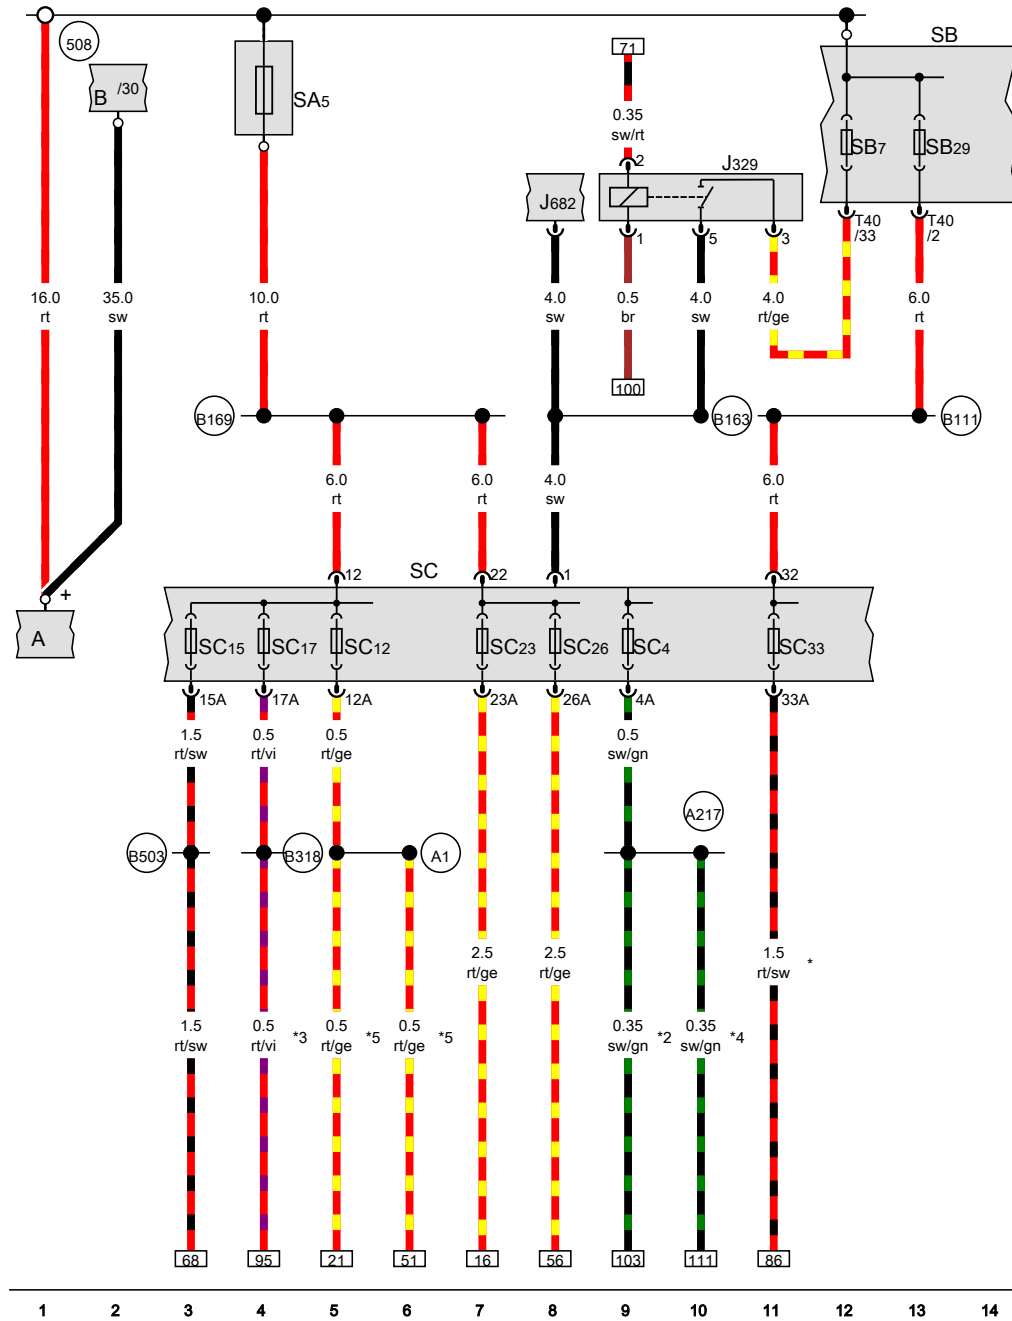 508
B /30
SA5
71
0.35
sw/rt
2
J329
J682
1
5
3
SB
SB7
SB29
T40
/33
T40
/2
16.0
rt
35.0
sw
10.0
rt
4.0
sw
0.5
br
4.0
sw
4.0
rt/ge
6.0
rt
100
B169
B163
B111
6.0
rt
6.0
rt
4.0
sw
6.0
rt
12
SC
22
1
32
+
A
SC15
SC17
SC12
SC23
SC26
SC4
SC33
15A
17A
12A
23A
26A
4A
33A
1.5
rt/sw
0.5
rt/vi
0.5
rt/ge
0.5
sw/gn
A217
B503
B318
A1
2.5
rt/ge
2.5
rt/ge
1.5
rt/sw
*
1.5
rt/sw
0.5
rt/vi
*3
0.5
rt/ge
*5
0.5
rt/ge
*5
0.35
sw/gn
*2
0.35
sw/gn
*4
68
95
21
51
16
56
103
111
86
1 2 3 4 5 6 7 8 9 10 11 12 13 14